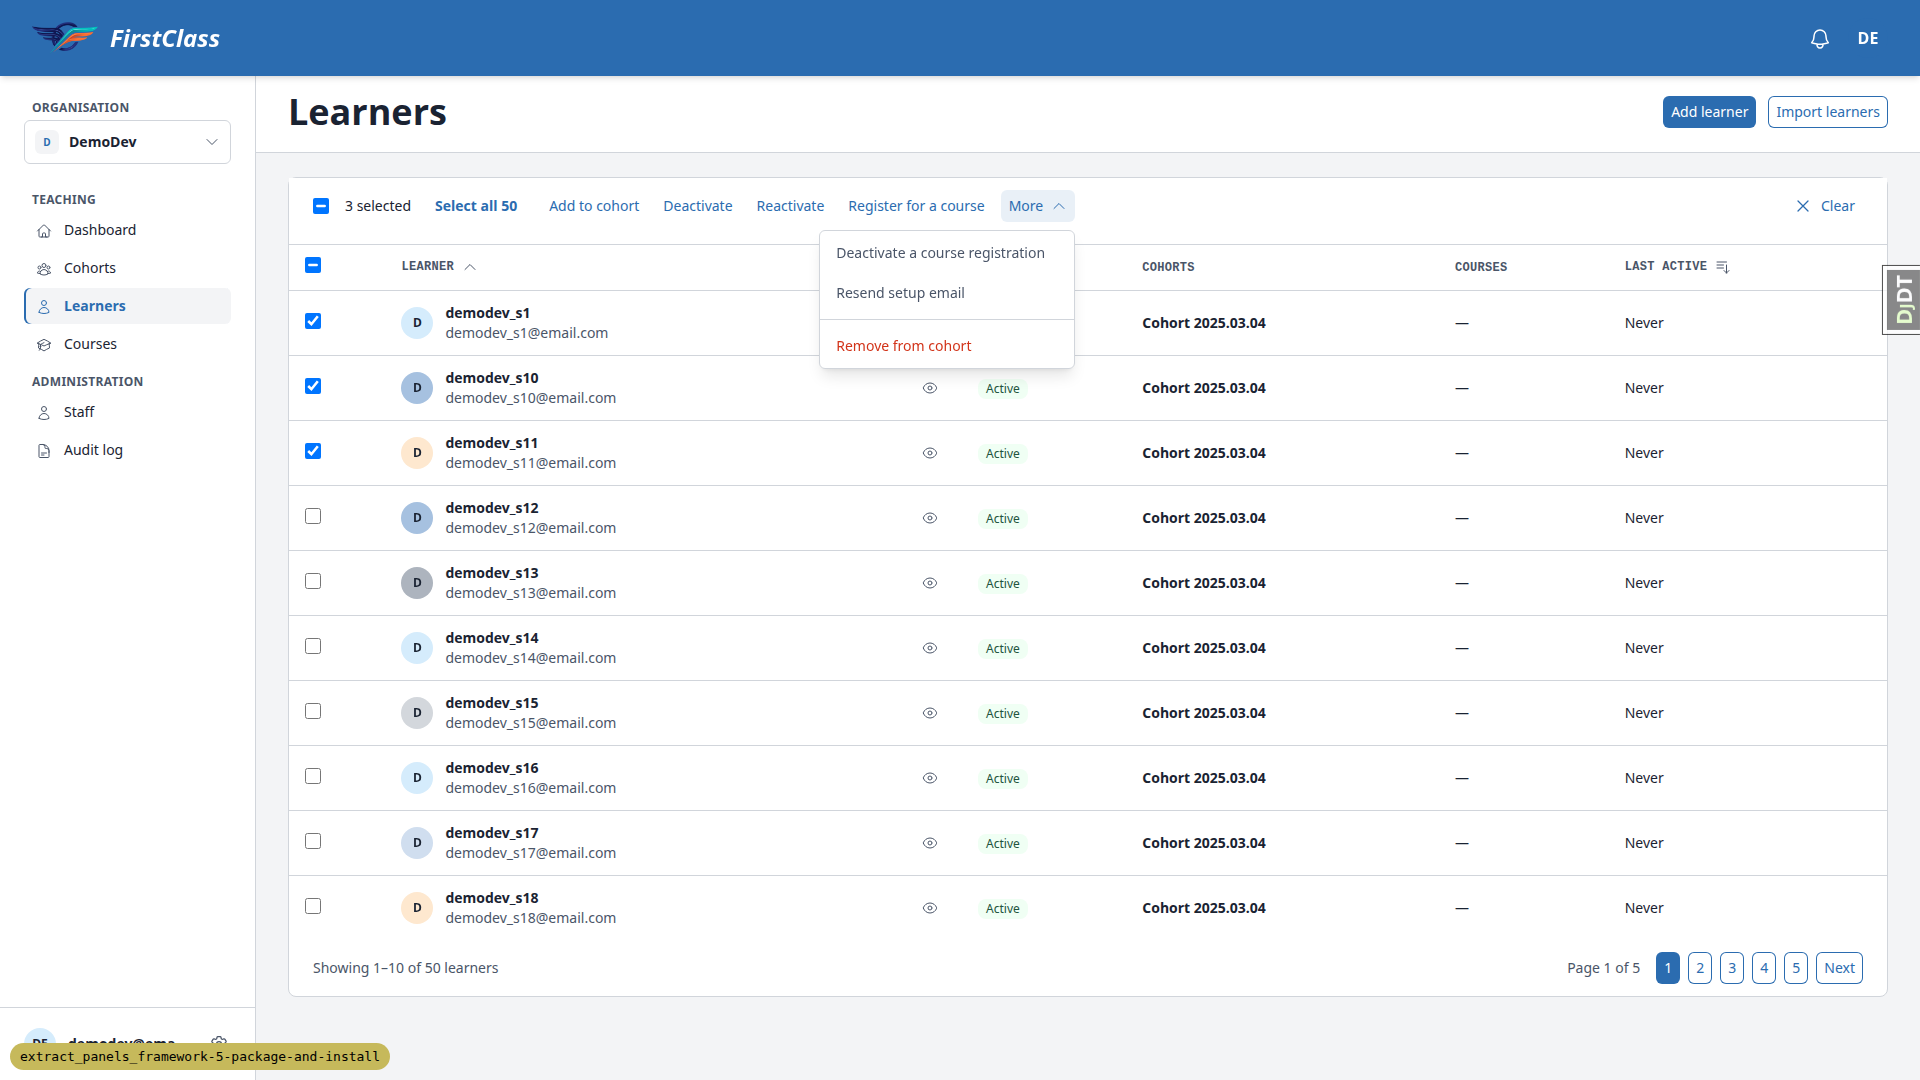 FirstClass
DE
ORGANISATION
D DemoDev
TEACHING
Dashboard
Cohorts
Learners
Courses
ADMINISTRATION
Staff
Audit log
Learners
Add learner
Import learners
3 selected
Select all 50
Add to cohort
Deactivate
Reactivate
Register for a course
More
Clear
Deactivate a course registration
Resend setup email
Remove from cohort
LEARNER
COHORTS
COURSES
LAST ACTIVE
D demodev_s1
demodev_s1@email.com
Cohort 2025.03.04 — Never
D demodev_s10
demodev_s10@email.com
Active Cohort 2025.03.04 — Never
D demodev_s11
demodev_s11@email.com
Active Cohort 2025.03.04 — Never
D demodev_s12
demodev_s12@email.com
Active Cohort 2025.03.04 — Never
D demodev_s13
demodev_s13@email.com
Active Cohort 2025.03.04 — Never
D demodev_s14
demodev_s14@email.com
Active Cohort 2025.03.04 — Never
D demodev_s15
demodev_s15@email.com
Active Cohort 2025.03.04 — Never
D demodev_s16
demodev_s16@email.com
Active Cohort 2025.03.04 — Never
D demodev_s17
demodev_s17@email.com
Active Cohort 2025.03.04 — Never
D demodev_s18
demodev_s18@email.com
Active Cohort 2025.03.04 — Never
Showing 1–10 of 50 learners
Page 1 of 5
1 2 3 4 5 Next
DjDT
extract_panels_framework-5-package-and-install